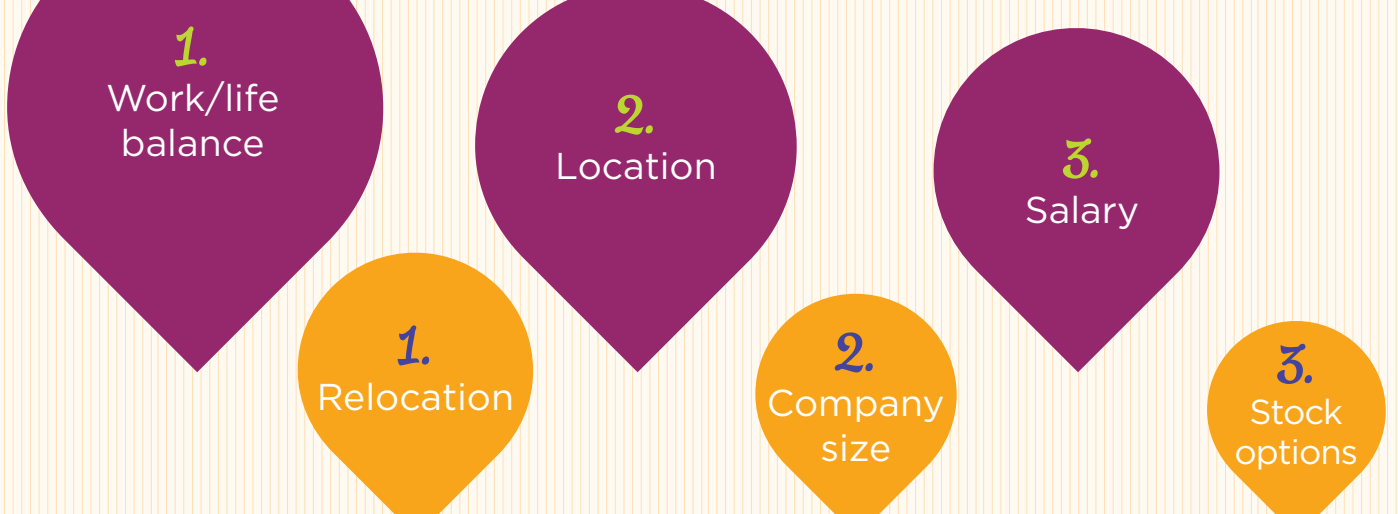 1.
Work/life
balance
2.
Location
3.
Salary
1.
Relocation
2.
Company
size
3.
Stock
options